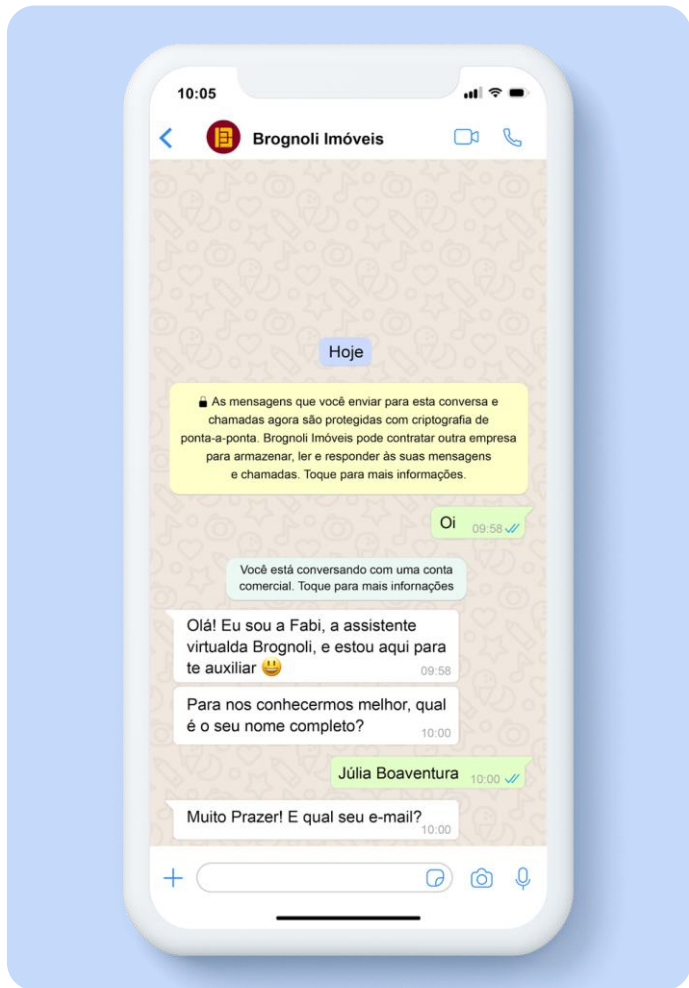 10:05
Brognoli Imóveis
Hoje
As mensagens que você enviar para esta conversa e
chamadas agora são protegidas com criptografia de
ponta-a-ponta. Brognoli Imóveis pode contratar outra empresa
para armazenar, ler e responder às suas mensagens
e chamadas. Toque para mais informações.
Oi 09:58
Você está conversando com uma conta
comercial. Toque para mais infornações
Olá! Eu sou a Fabi, a assistente
virtualda Brognoli, e estou aqui para
te auxiliar 😃 09:58
Para nos conhecermos melhor, qual
é o seu nome completo? 10:00
Júlia Boaventura 10:00
Muito Prazer! E qual seu e-mail? 10:00